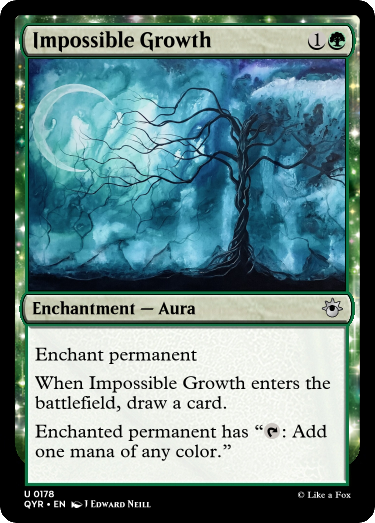 Impossible Growth 1
Enchantment — Aura
Enchant permanent
When Impossible Growth enters the
battlefield, draw a card.
Enchanted permanent has “: Add
one mana of any color.”
U 0178
QYR • EN J Edward Neill
© Like a Fox